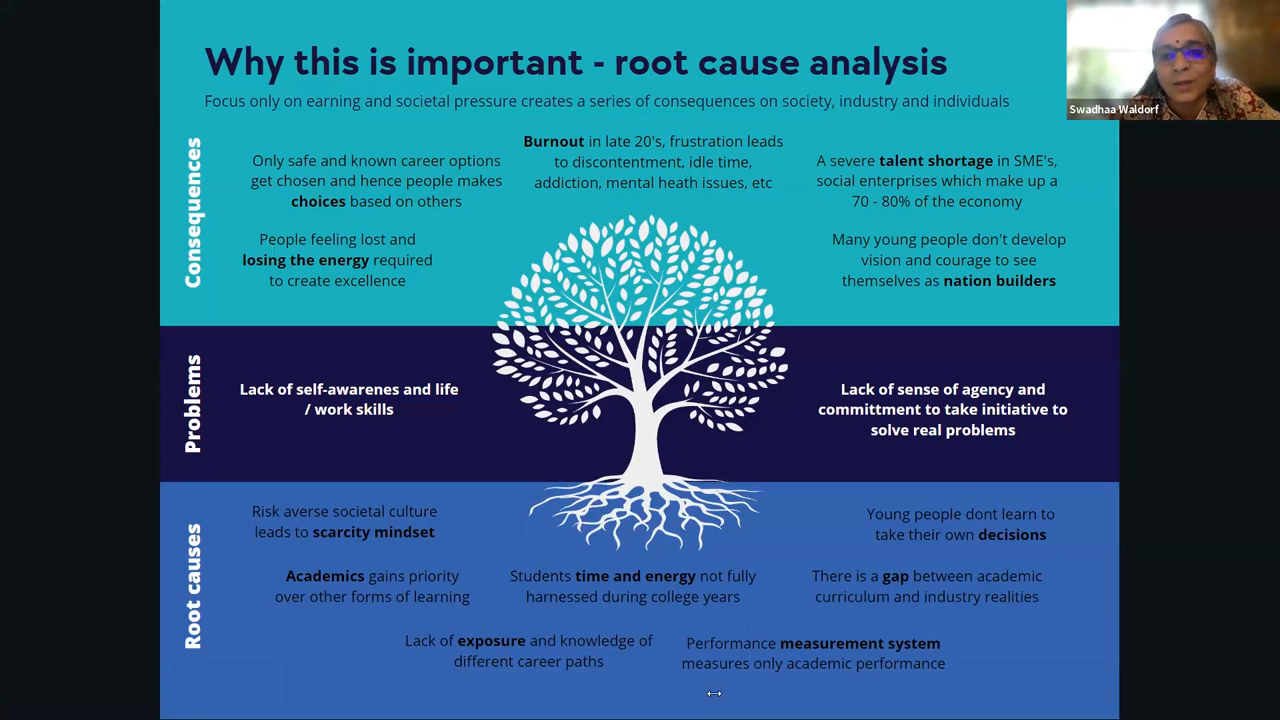 Why this is important - root cause analysis
Focus only on earning and societal pressure creates a series of consequences on society, industry and individuals
Swadhaa Waldorf
Consequences
Only safe and known career options
get chosen and hence people makes
choices based on others
Burnout in late 20's, frustration leads
to discontentment, idle time,
addiction, mental heath issues, etc
A severe talent shortage in SME's,
social enterprises which make up a
70 - 80% of the economy
People feeling lost and
losing the energy required
to create excellence
Many young people don't develop
vision and courage to see
themselves as nation builders
Problems
Lack of self-awarenes and life
/ work skills
Lack of sense of agency and
committment to take initiative to
solve real problems
Root causes
Risk averse societal culture
leads to scarcity mindset
Young people dont learn to
take their own decisions
Academics gains priority
over other forms of learning
Students time and energy not fully
harnessed during college years
There is a gap between academic
curriculum and industry realities
Lack of exposure and knowledge of
different career paths
Performance measurement system
measures only academic performance